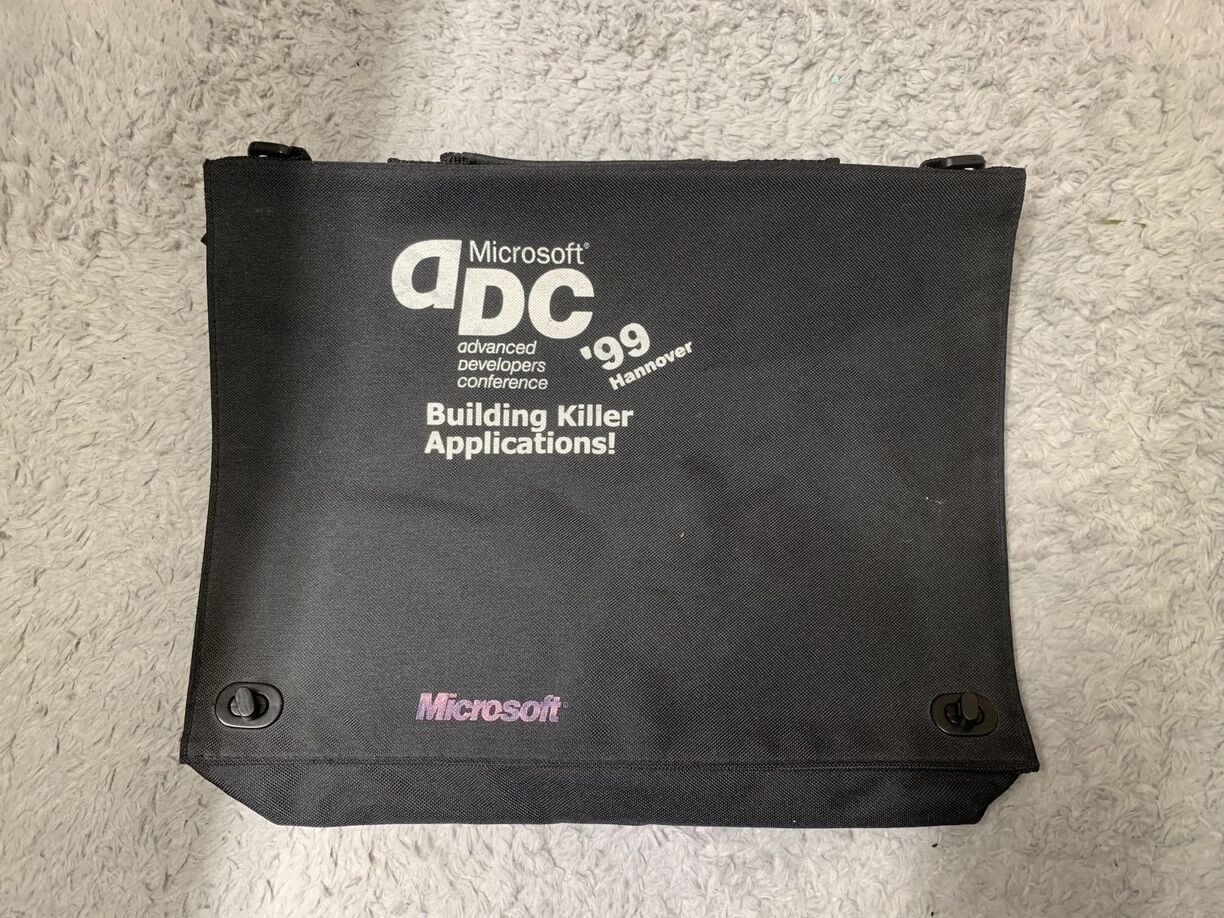 Microsoft®
aDC
advanced
Developers
conference
'99
Hannover
Building Killer
Applications!
Microsoft®